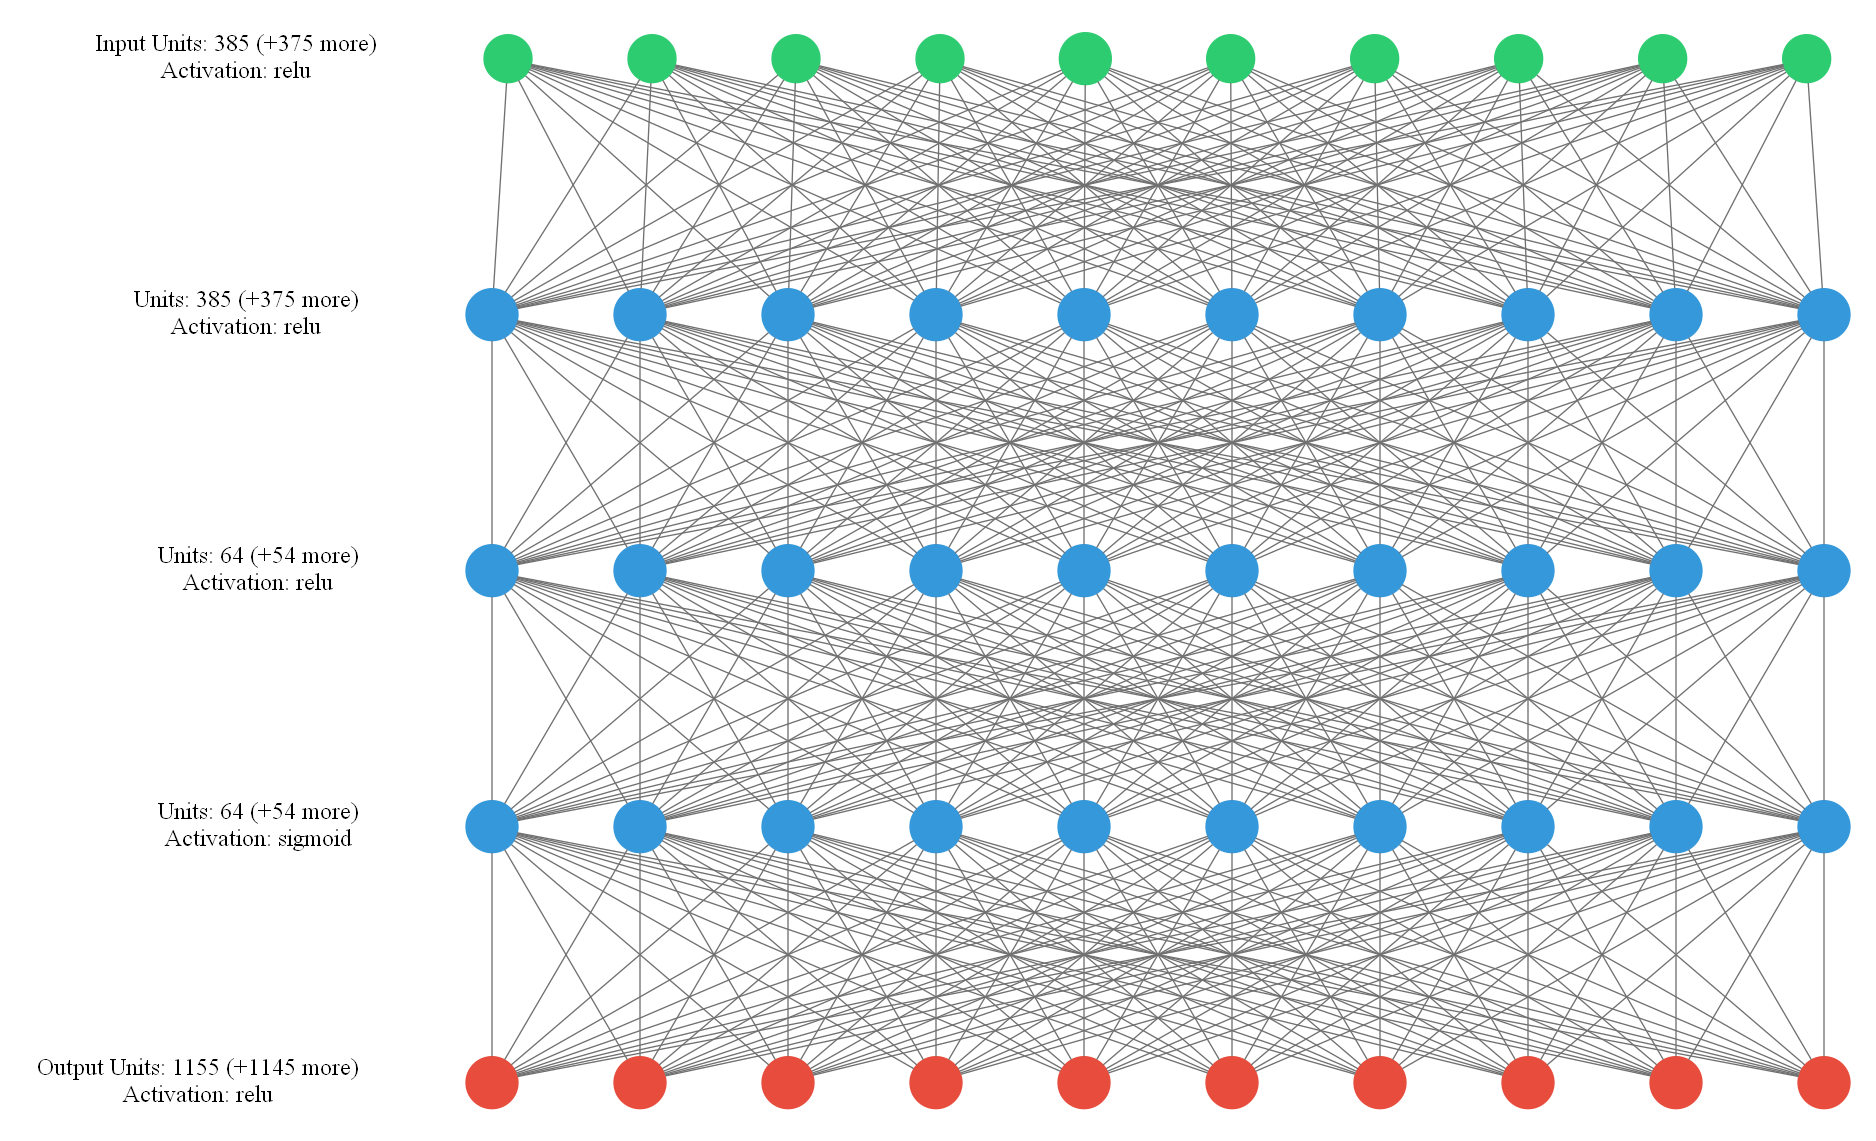 Input Units: 385 (+375 more)
Activation: relu
Units: 385 (+375 more)
Activation: relu
Units: 64 (+54 more)
Activation: relu
Units: 64 (+54 more)
Activation: sigmoid
Output Units: 1155 (+1145 more)
Activation: relu